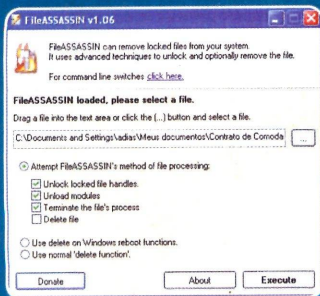 FileASSASSIN v1.06
FileASSASSIN can remove locked files from your system.
It uses advanced techniques to unlock and optionally remove the file.
For command line switches click here.
FileASSASSIN loaded, please select a file.
Drag a file into the text area or click the (...) button and select a file.
C:\Documents and Settings\adias\Meus documentos\Contrato de Comoda
...
Attempt FileASSASSIN's method of file processing:
Unlock locked file handles.
Unload modules
Terminate the file's process
Delete file
Use delete on Windows reboot functions.
Use normal 'delete function'.
Donate About Execute